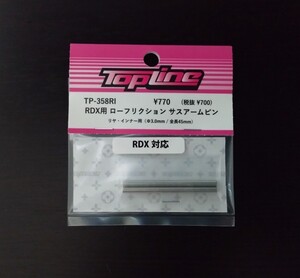 TopLine
TP-358RI ¥770 (税抜 ¥700)
RDX用 ローフリクション サスアームピン
リヤ・インナー用 (Φ3.0mm / 全長45mm)
RDX 対応